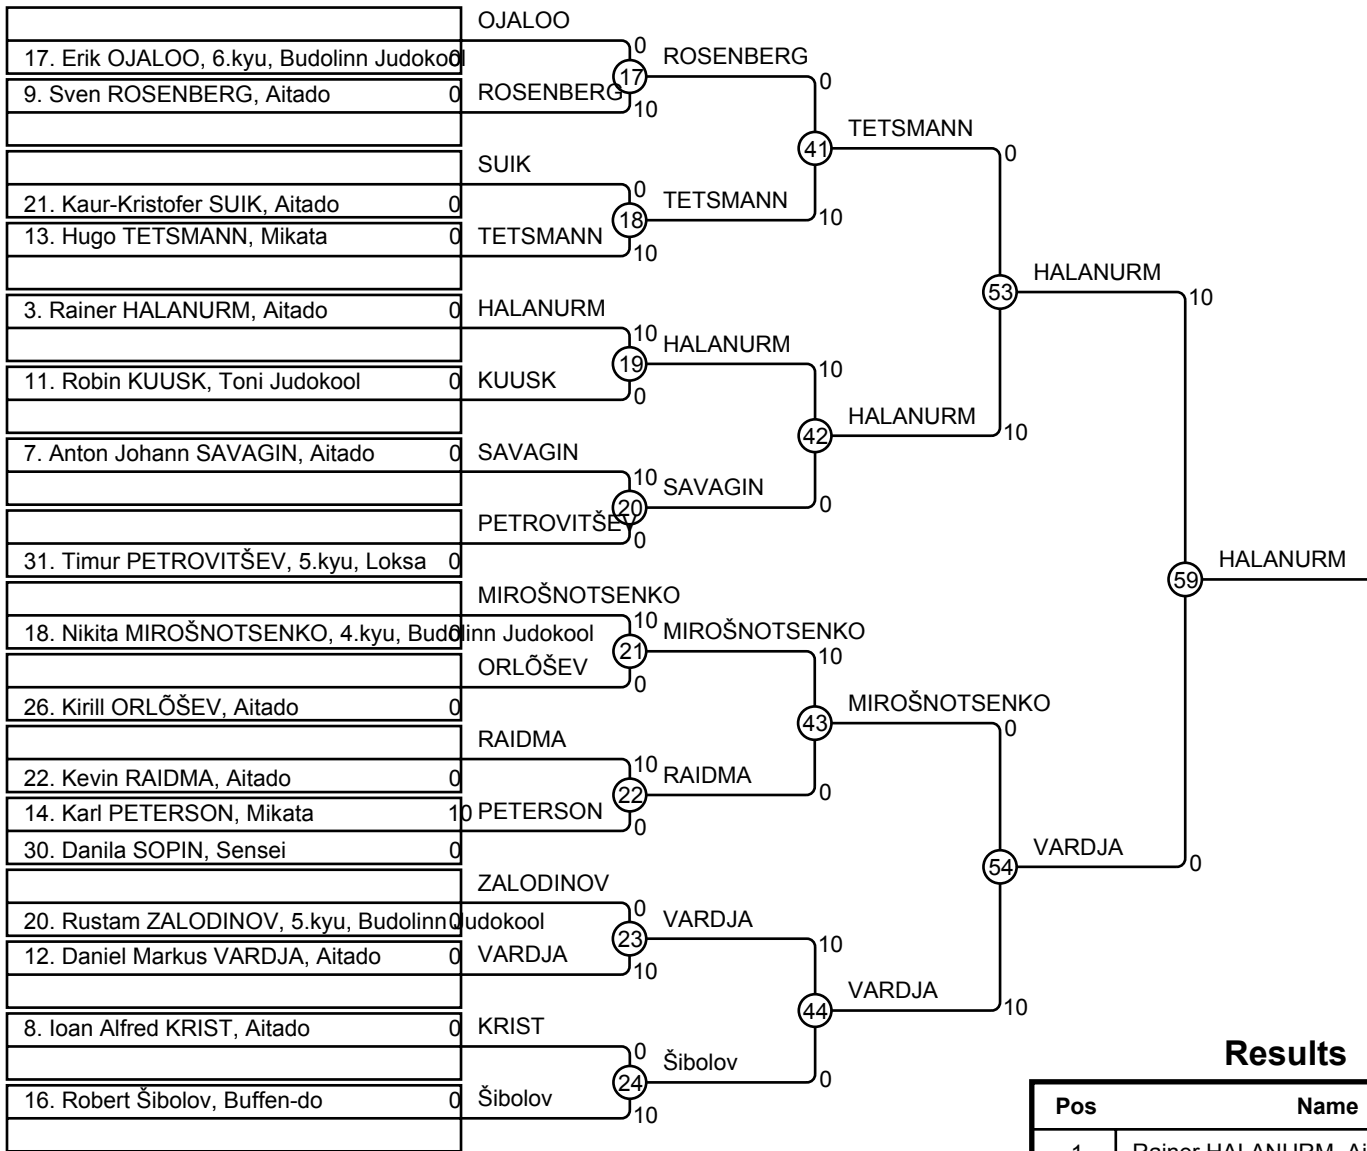 OJALOO
17. Erik OJALOO, 6.kyu, Budolinn Judokool 0
9. Sven ROSENBERG, Aitado 0
ROSENBERG
0
17
10
ROSENBERG
SUIK
21. Kaur-Kristofer SUIK, Aitado 0
13. Hugo TETSMANN, Mikata 0
TETSMANN
0
18
10
TETSMANN
0
41
10
TETSMANN
3. Rainer HALANURM, Aitado 0
HALANURM
11. Robin KUUSK, Toni Judokool 0
KUUSK
10
19
0
HALANURM
7. Anton Johann SAVAGIN, Aitado 0
SAVAGIN
PETROVITŠEV
31. Timur PETROVITŠEV, 5.kyu, Loksa 0
10
20
0
SAVAGIN
10
42
0
HALANURM
0
53
10
HALANURM
MIROŠNOTSENKO
18. Nikita MIROŠNOTSENKO, 4.kyu, Budolinn Judokool 0
ORLÕŠEV
26. Kirill ORLÕŠEV, Aitado 0
10
21
0
MIROŠNOTSENKO
RAIDMA
22. Kevin RAIDMA, Aitado 0
14. Karl PETERSON, Mikata 10
PETERSON
30. Danila SOPIN, Sensei 0
10
22
0
RAIDMA
10
43
0
MIROŠNOTSENKO
ZALODINOV
20. Rustam ZALODINOV, 5.kyu, Budolinn Judokool 0
12. Daniel Markus VARDJA, Aitado 0
VARDJA
0
23
10
VARDJA
8. Ioan Alfred KRIST, Aitado 0
KRIST
16. Robert Šibolov, Buffen-do 0
Šibolov
0
24
10
Šibolov
10
44
0
VARDJA
0
54
10
VARDJA
10
59
0
HALANURM
Results
Pos Name
1 Rainer HALANURM,